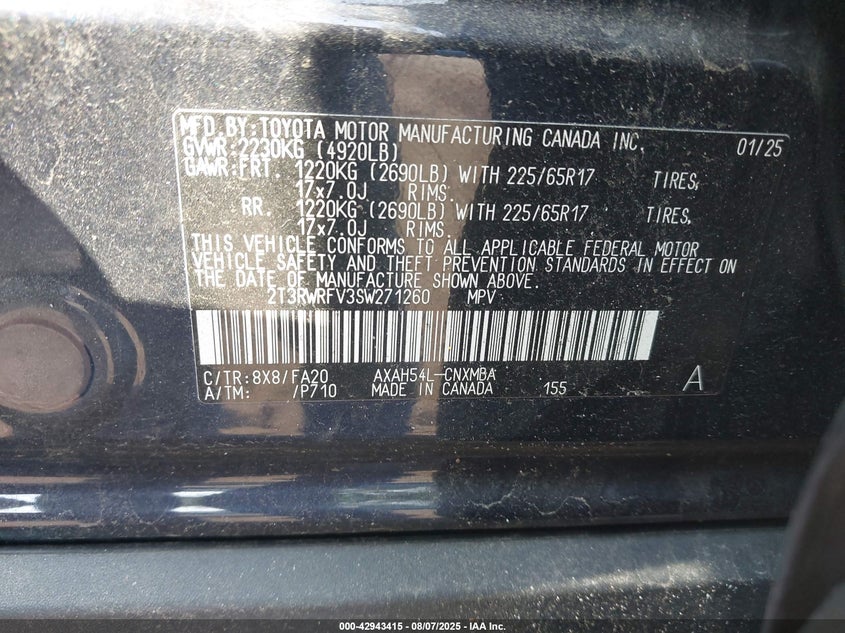 MFD.BY:TOYOTA MOTOR MANUFACTURING CANADA INC. 01/25
GVWR:2230KG (4920LB)
GAWR:FRT. 1220KG (2690LB) WITH 225/65R17 TIRES,
17x7.0J RIMS.
RR. 1220KG (2690LB) WITH 225/65R17 TIRES,
17x7.0J RIMS.
THIS VEHICLE CONFORMS TO ALL APPLICABLE FEDERAL MOTOR
VEHICLE SAFETY AND THEFT PREVENTION STANDARDS IN EFFECT ON
THE DATE OF MANUFACTURE SHOWN ABOVE.
2T3RWRFV3SW271260 MPV
C/TR:8X8/FA20 AXAH54L-CNXMBA A
A/TM: /P710 MADE IN CANADA 155
000-42943415 - 08/07/2025 - IAA Inc.